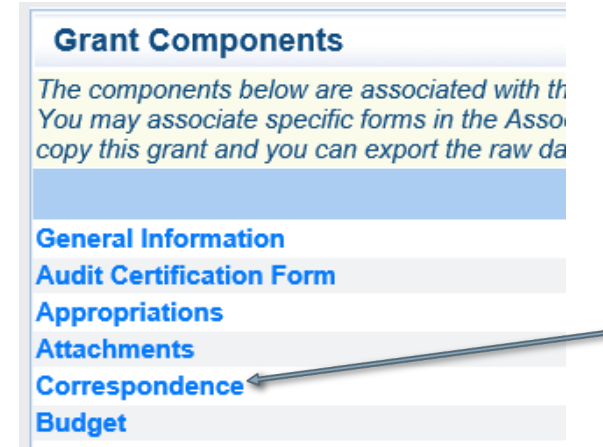 Grant Components
The components below are associated with th
You may associate specific forms in the Asso
copy this grant and you can export the raw da
General Information
Audit Certification Form
Appropriations
Attachments
Correspondence
Budget